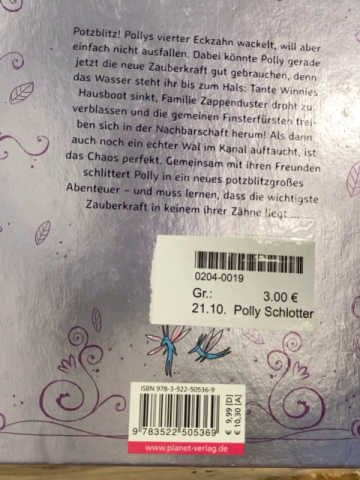 Potzblitz! Pollys vierter Eckzahn wackelt, will aber
einfach nicht ausfallen. Dabei könnte Polly gerade
jetzt die neue Zauberkraft gut gebrauchen, denn
das Wasser steht ihr bis zum Hals: Tante Winnies
Hausboot sinkt, Familie Zappenduster droht zu
verblassen und die gemeinen Finsterfürsten trei-
ben sich in der Nachbarschaft herum! Als dann
auch noch ein echter Wal im Kanal auftaucht, ist
das Chaos perfekt. Gemeinsam mit ihren Freunden
schlittert Polly in ein neues potzblitzgroßes
Abenteuer – und muss lernen, dass die wichtigste
Zauberkraft in keinem ihrer Zähne liegt ...
0204-0019
Gr.: 3.00 €
21.10. Polly Schlotter
ISBN 978-3-522-50536-9
9 783522 505369
€ 9,99 [D]
€ 10,30 [A]
www.planet-verlag.de